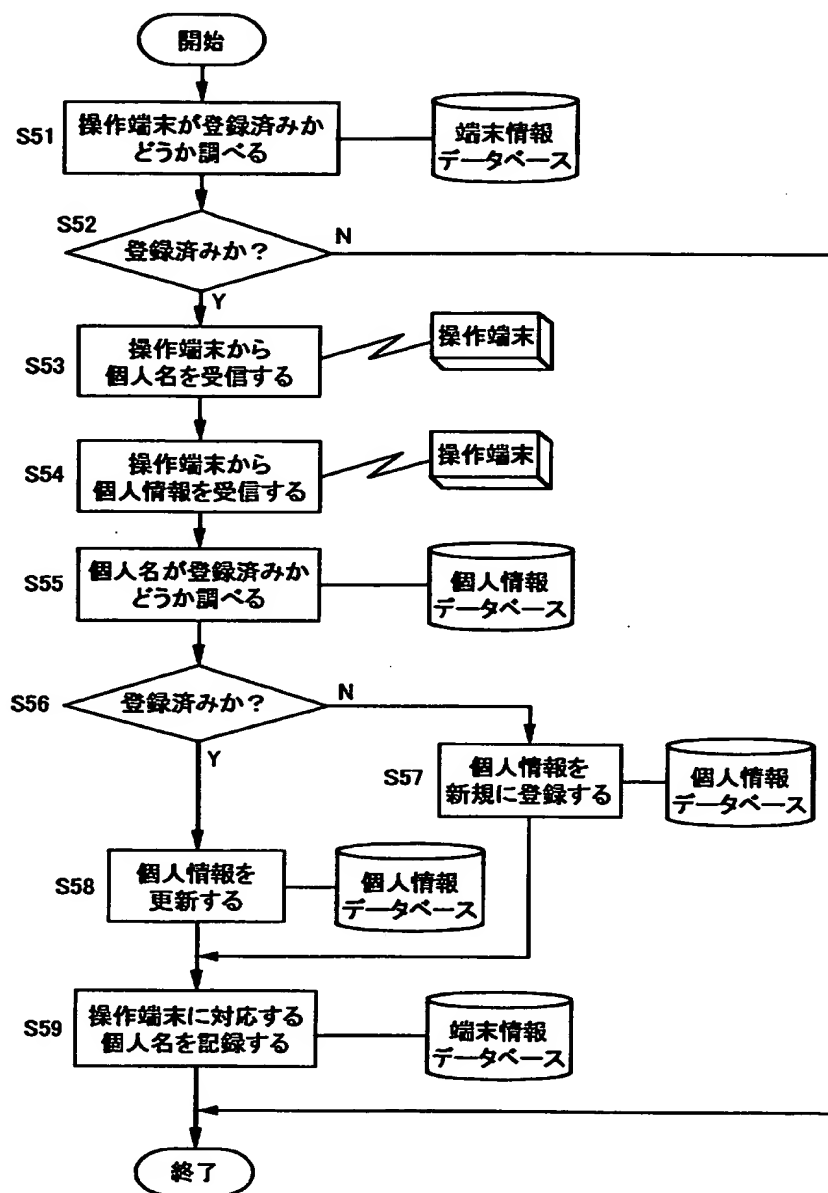 開始
S51
操作端末が登録済みか
どうか調べる
端末情報
データベース
S52
登録済みか？
N
Y
S53
操作端末から
個人名を受信する
操作端末
S54
操作端末から
個人情報を受信する
操作端末
S55
個人名が登録済みか
どうか調べる
個人情報
データベース
S56
登録済みか？
N
Y
S57
個人情報を
新規に登録する
個人情報
データベース
S58
個人情報を
更新する
個人情報
データベース
S59
操作端末に対応する
個人名を記録する
端末情報
データベース
終了